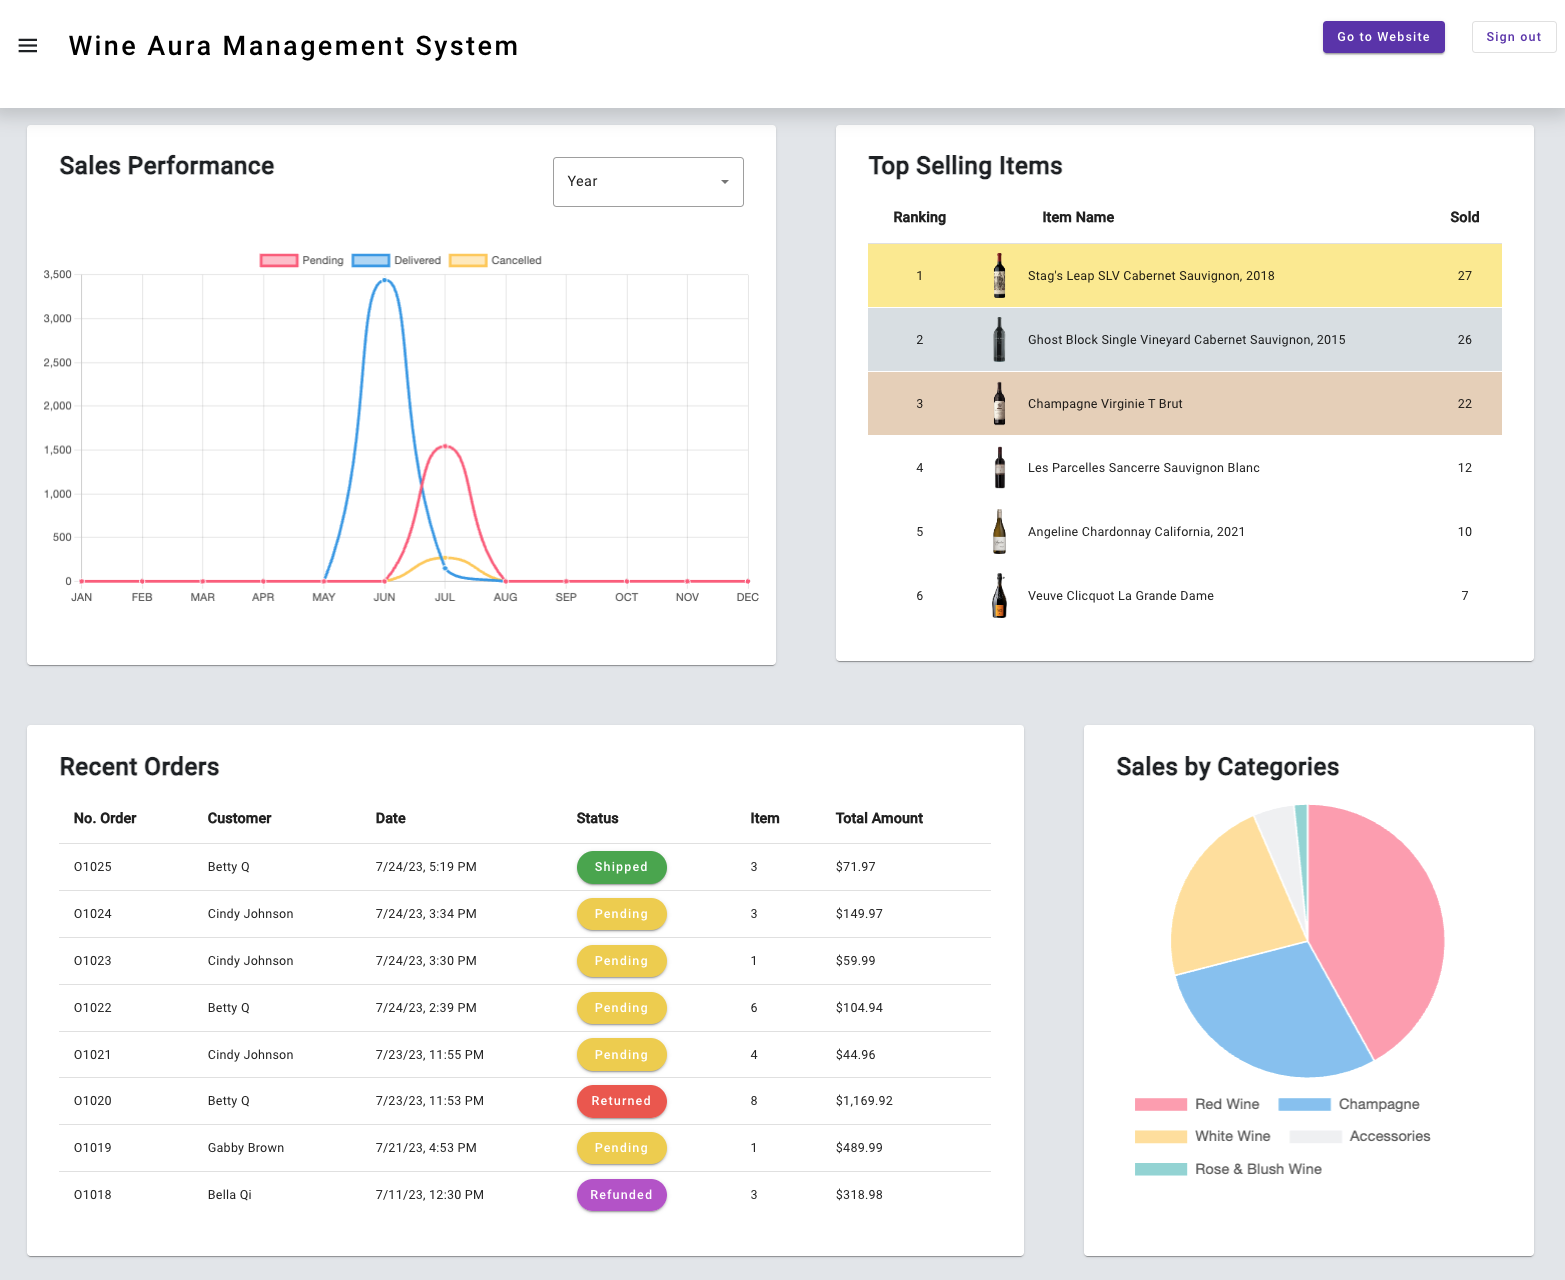 Wine Aura Management System
Go to Website
Sign out
Sales Performance
Year
Pending Delivered Cancelled
3,500
3,000
2,500
2,000
1,500
1,000
500
0
JAN FEB MAR APR MAY JUN JUL AUG SEP OCT NOV DEC
Top Selling Items
Ranking Item Name Sold
1 Stag's Leap SLV Cabernet Sauvignon, 2018 27
2 Ghost Block Single Vineyard Cabernet Sauvignon, 2015 26
3 Champagne Virginie T Brut 22
4 Les Parcelles Sancerre Sauvignon Blanc 12
5 Angeline Chardonnay California, 2021 10
6 Veuve Clicquot La Grande Dame 7
Recent Orders
No. Order Customer Date Status Item Total Amount
O1025 Betty Q 7/24/23, 5:19 PM Shipped 3 $71.97
O1024 Cindy Johnson 7/24/23, 3:34 PM Pending 3 $149.97
O1023 Cindy Johnson 7/24/23, 3:30 PM Pending 1 $59.99
O1022 Betty Q 7/24/23, 2:39 PM Pending 6 $104.94
O1021 Cindy Johnson 7/23/23, 11:55 PM Pending 4 $44.96
O1020 Betty Q 7/23/23, 11:53 PM Returned 8 $1,169.92
O1019 Gabby Brown 7/21/23, 4:53 PM Pending 1 $489.99
O1018 Bella Qi 7/11/23, 12:30 PM Refunded 3 $318.98
Sales by Categories
Red Wine Champagne
White Wine Accessories
Rose & Blush Wine